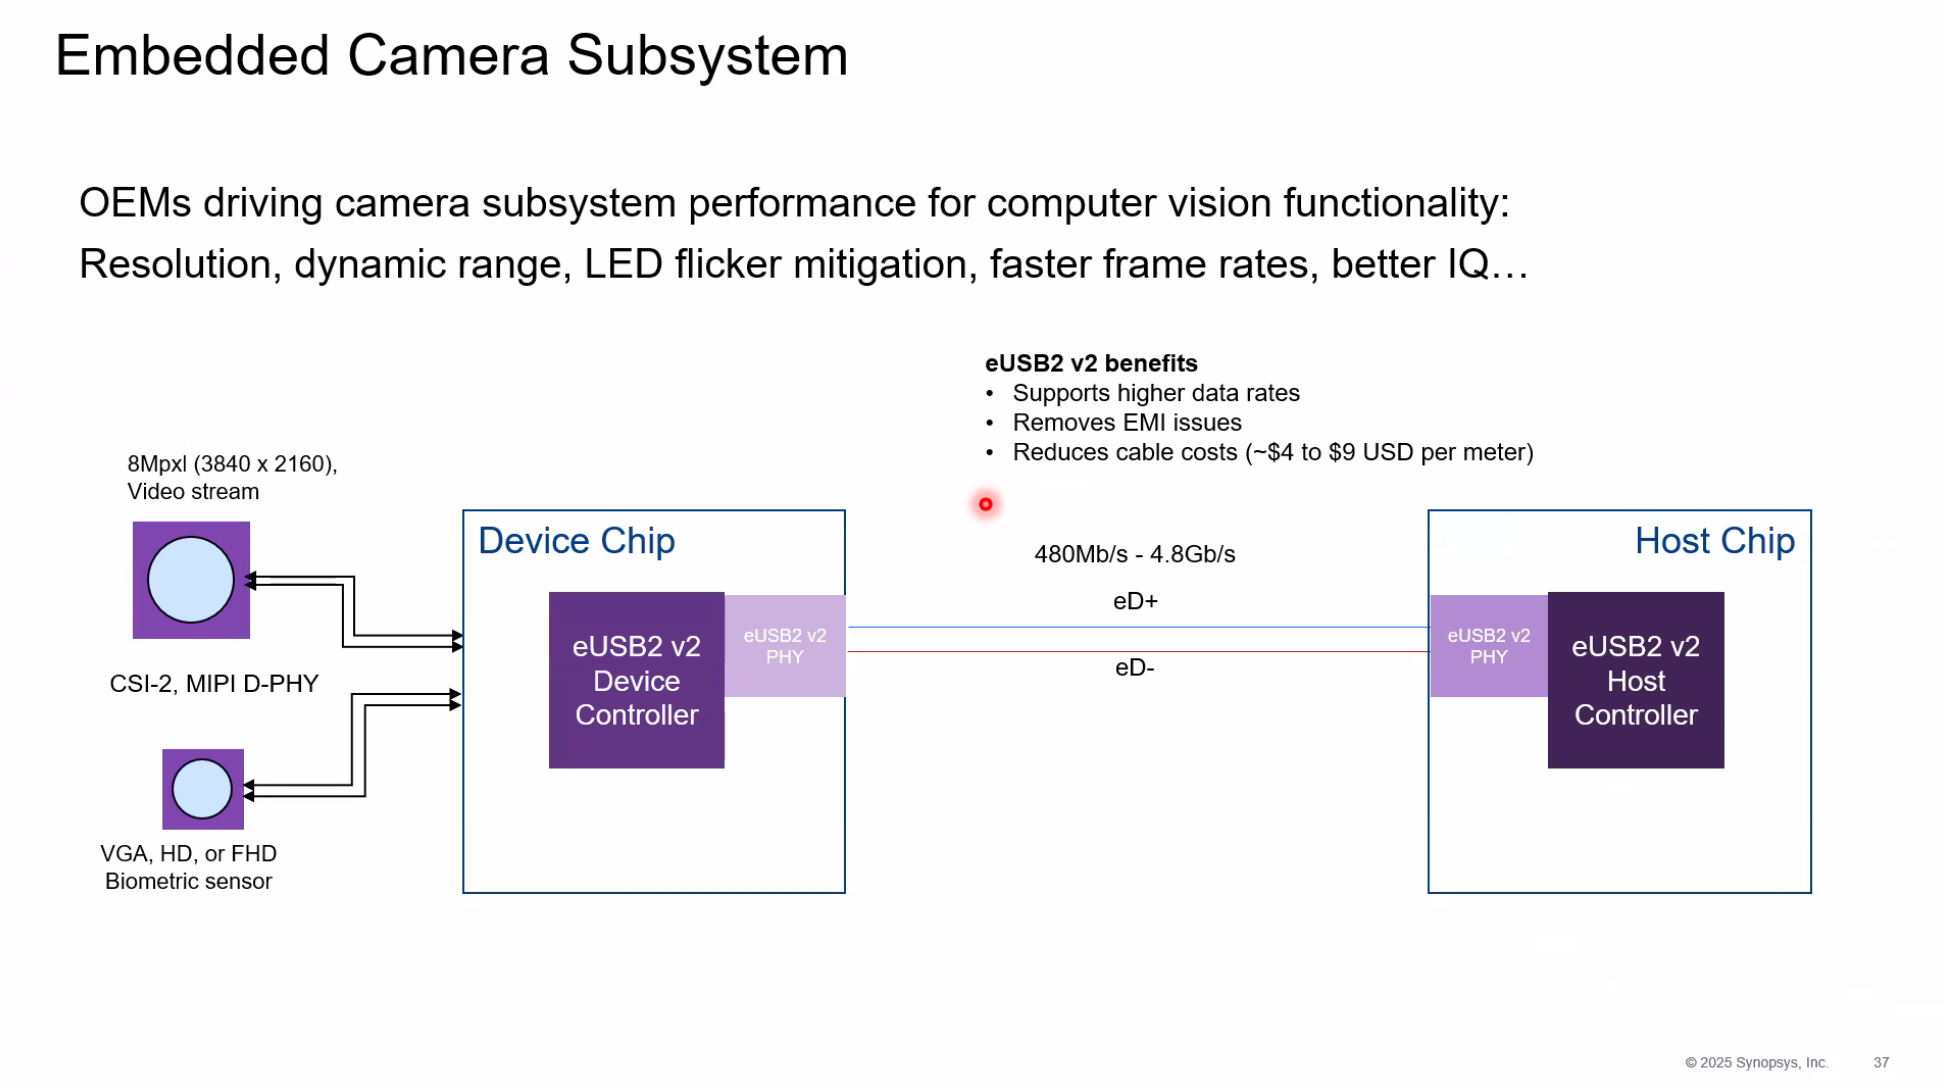 Embedded Camera Subsystem
OEMs driving camera subsystem performance for computer vision functionality:
Resolution, dynamic range, LED flicker mitigation, faster frame rates, better IQ…
eUSB2 v2 benefits
• Supports higher data rates
• Removes EMI issues
• Reduces cable costs (~$4 to $9 USD per meter)
8Mpxl (3840 x 2160),
Video stream
CSI-2, MIPI D-PHY
VGA, HD, or FHD
Biometric sensor
Device Chip
eUSB2 v2
Device
Controller
eUSB2 v2
PHY
480Mb/s - 4.8Gb/s
eD+
eD-
Host Chip
eUSB2 v2
PHY
eUSB2 v2
Host
Controller
© 2025 Synopsys, Inc.
37